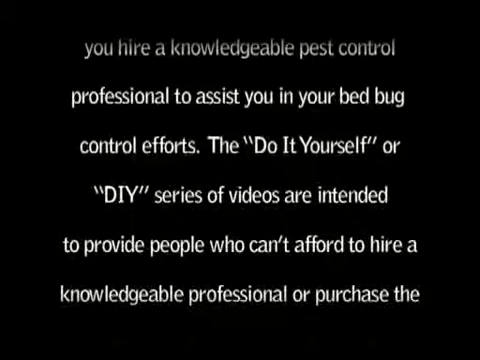 you hire a knowledgeable pest control
professional to assist you in your bed bug
control efforts. The “Do It Yourself” or
“DIY” series of videos are intended
to provide people who can’t afford to hire a
knowledgeable professional or purchase the